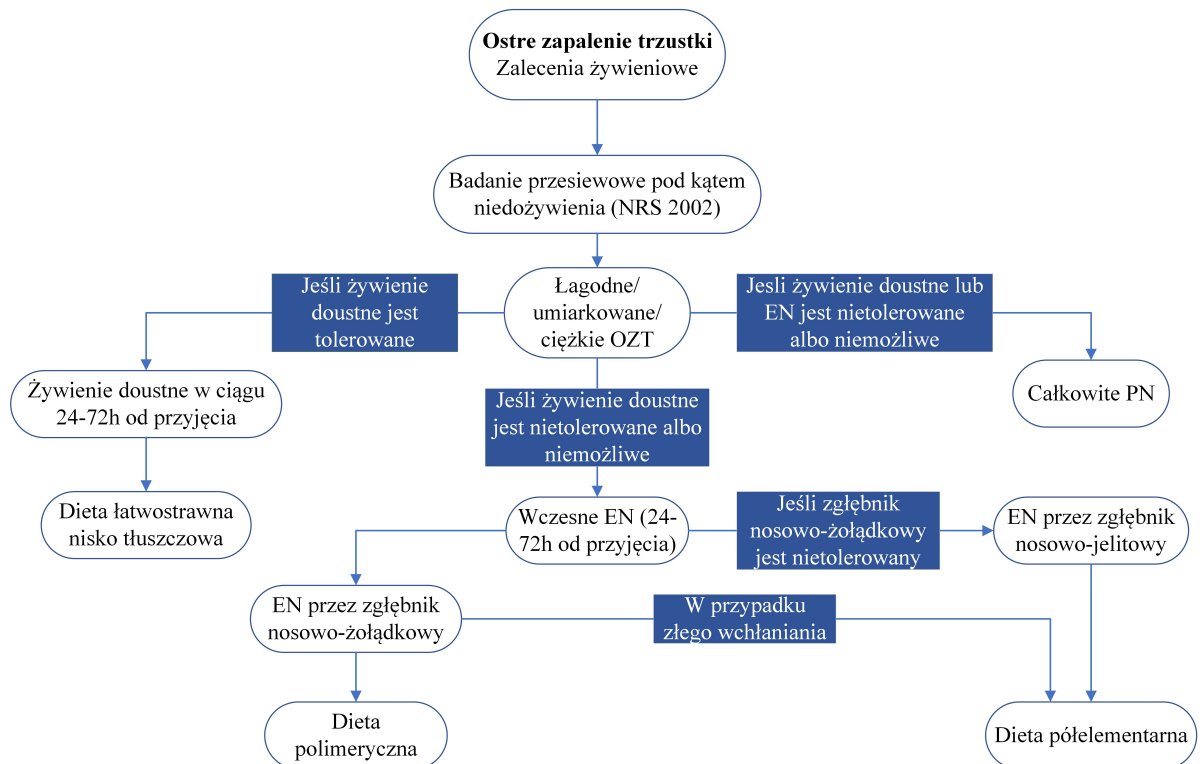 Ostre zapalenie trzustki
Zalecenia żywieniowe
Badanie przesiewowe pod kątem
niedożywienia (NRS 2002)
Jeśli żywienie
doustne jest
tolerowane
Łagodne/
umiarkowane/
ciężkie OZT
Jesli żywienie doustne lub
EN jest nietolerowane
albo niemożliwe
Żywienie doustne w ciągu
24-72h od przyjęcia
Jeśli żywienie doustne
jest nietolerowane albo
niemożliwe
Całkowite PN
Dieta łatwostrawna
nisko tłuszczowa
Wczesne EN (24-
72h od przyjęcia)
Jeśli zgłębnik
nosowo-żołądkowy
jest nietolerowany
EN przez zgłębnik
nosowo-jelitowy
EN przez zgłębnik
nosowo-żołądkowy
W przypadku
złego wchłaniania
Dieta
polimeryczna
Dieta półelementarna